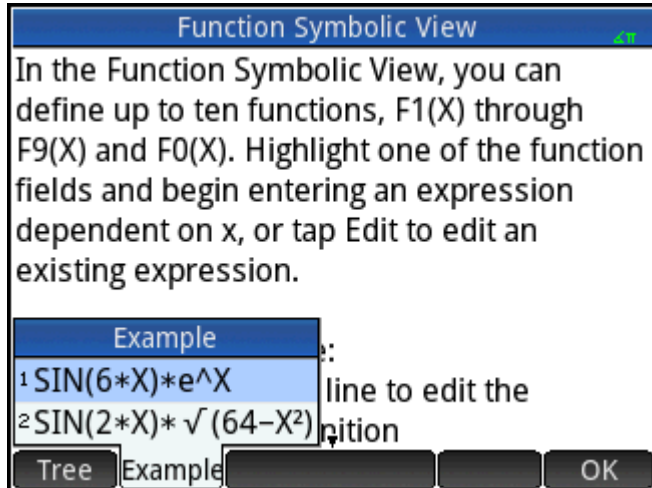 Function Symbolic View
∡π
In the Function Symbolic View, you can
define up to ten functions, F1(X) through
F9(X) and F0(X). Highlight one of the function
fields and begin entering an expression
dependent on x, or tap Edit to edit an
existing expression.
Example
:
1 SIN(6*X)*e^X
line to edit the
2 SIN(2*X)*√(64−X²)
nition
Tree Example OK